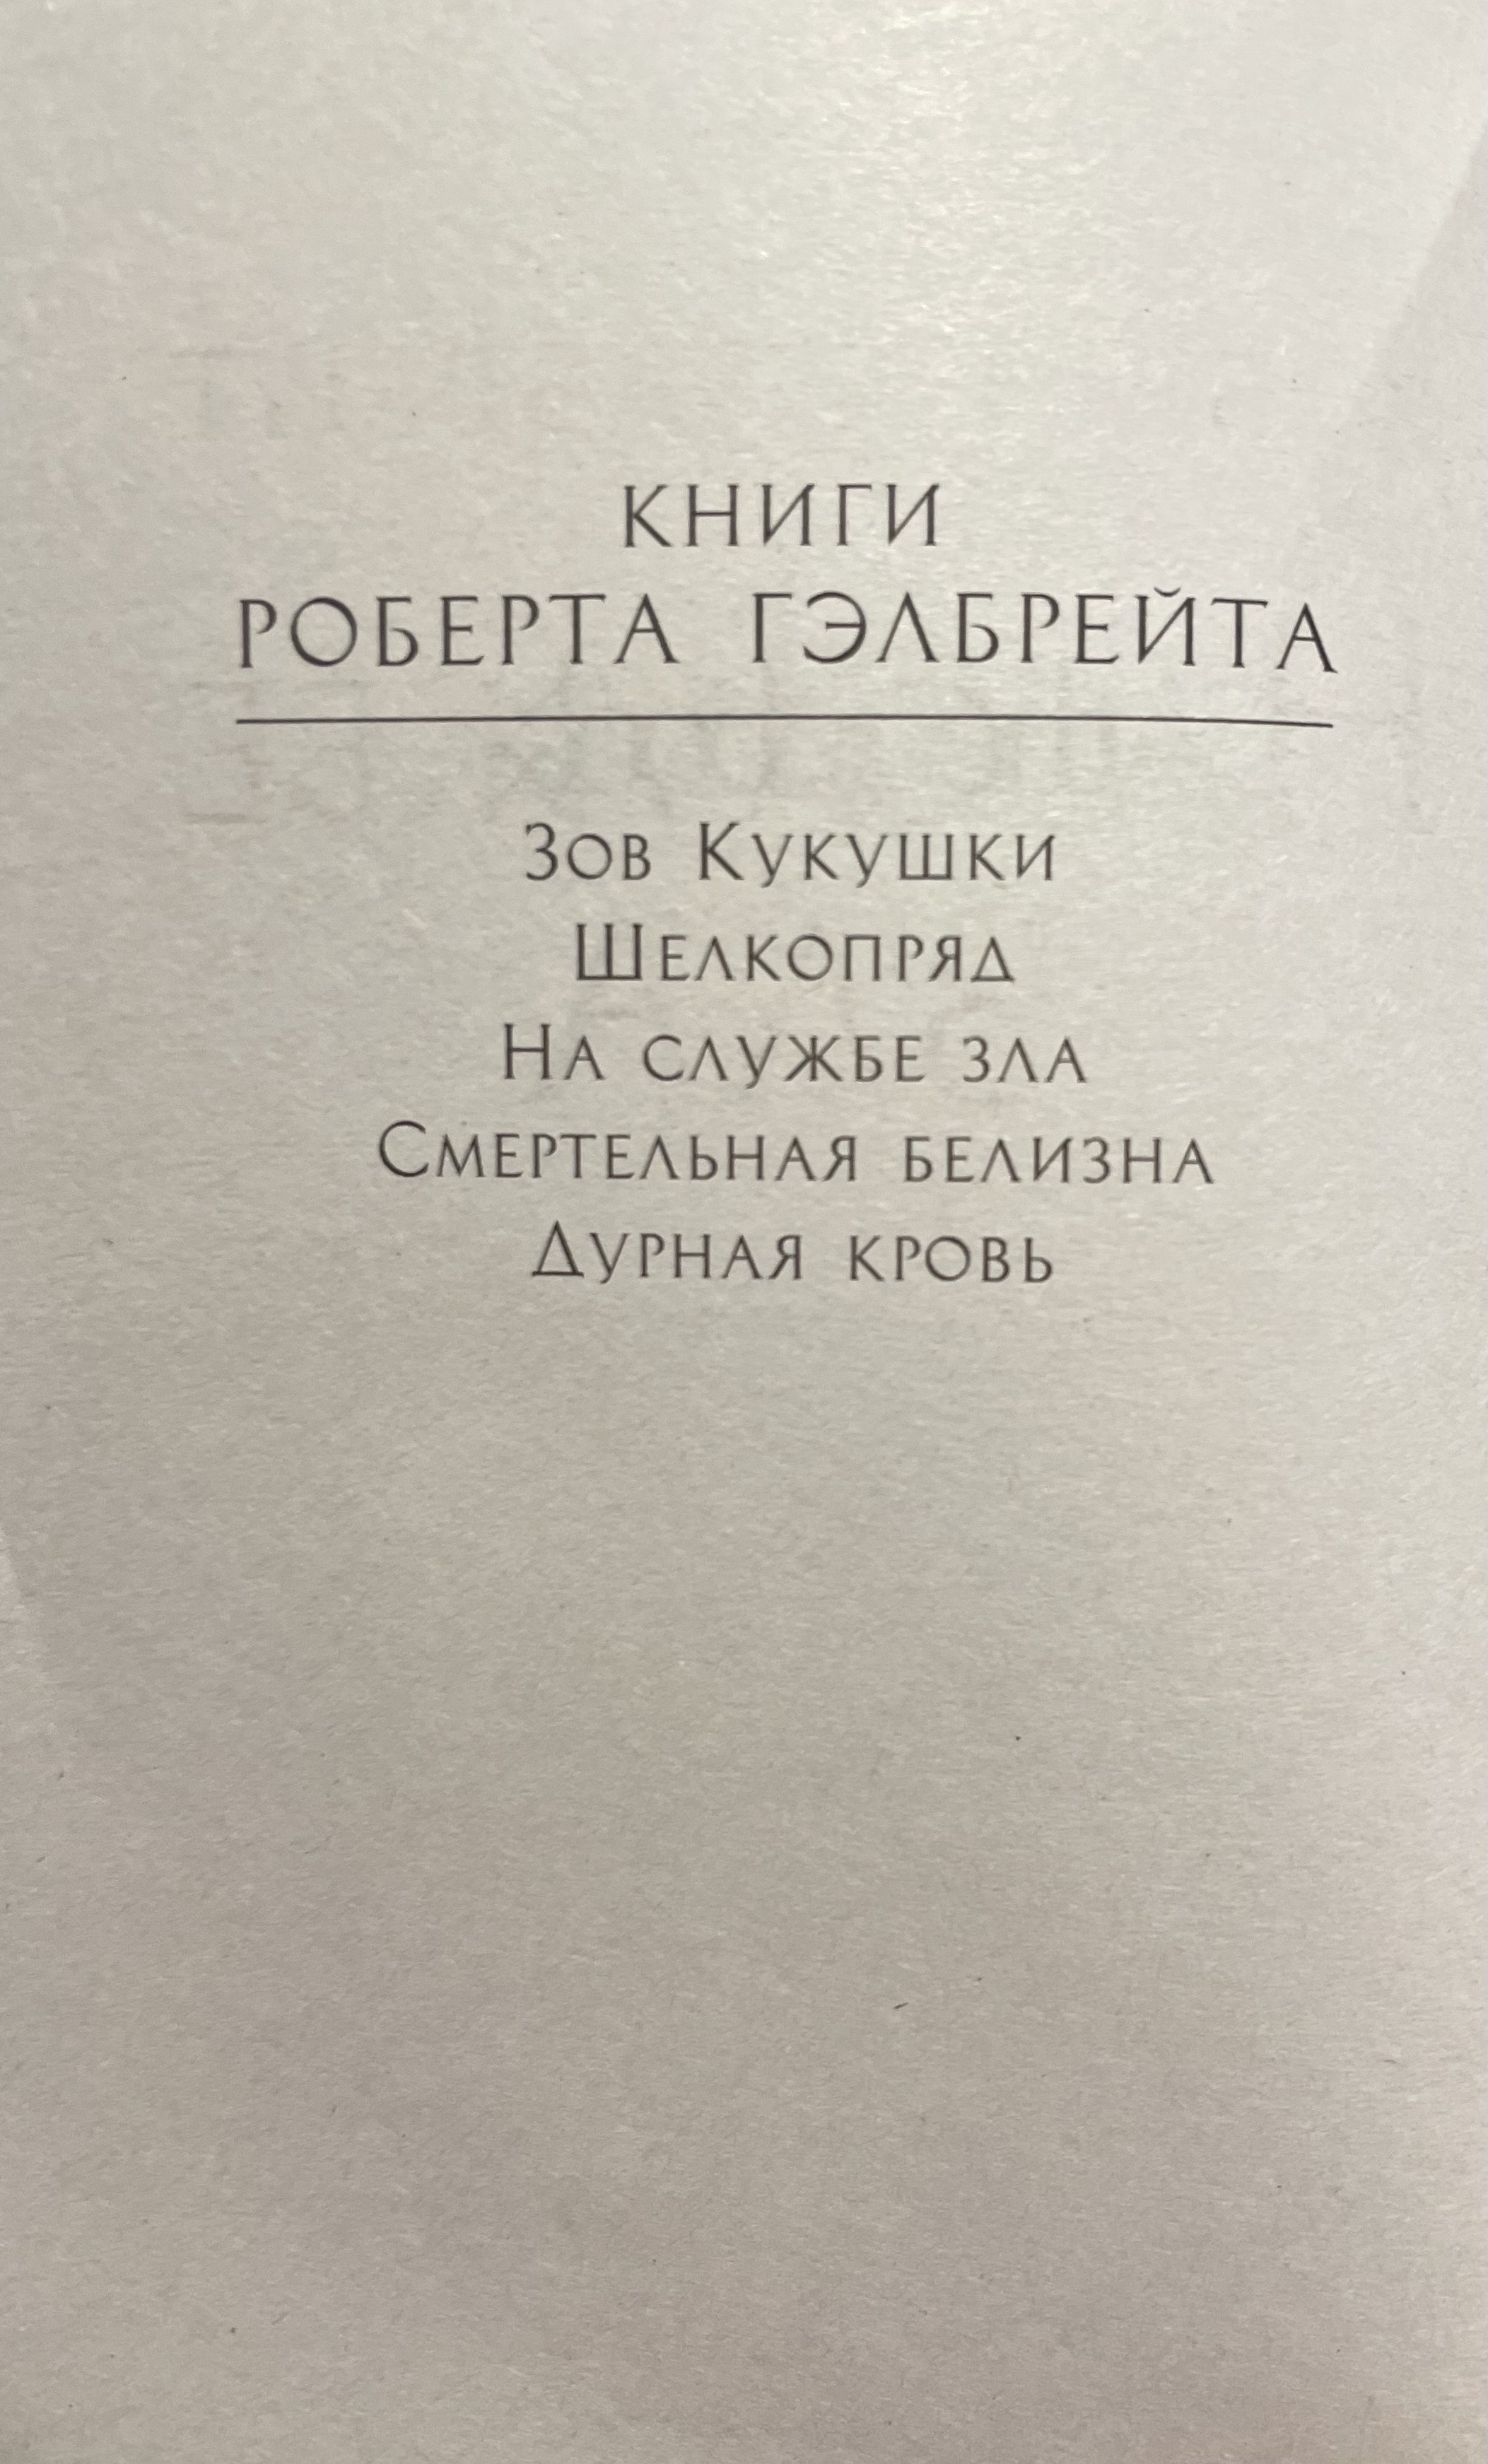 КНИГИ
РОБЕРТА ГЭЛБРЕЙТА
Зов Кукушки
Шелкопряд
На службе зла
Смертельная белизна
Дурная кровь